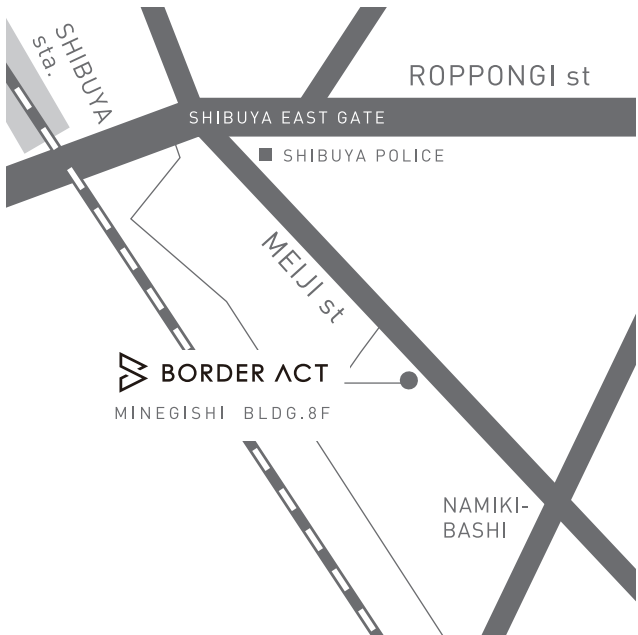 SHIBUYA
sta.
ROPPONGI st
SHIBUYA EAST GATE
SHIBUYA POLICE
MEIJI st
BORDER ACT
MINEGISHI BLDG.8F
NAMIKI-
BASHI